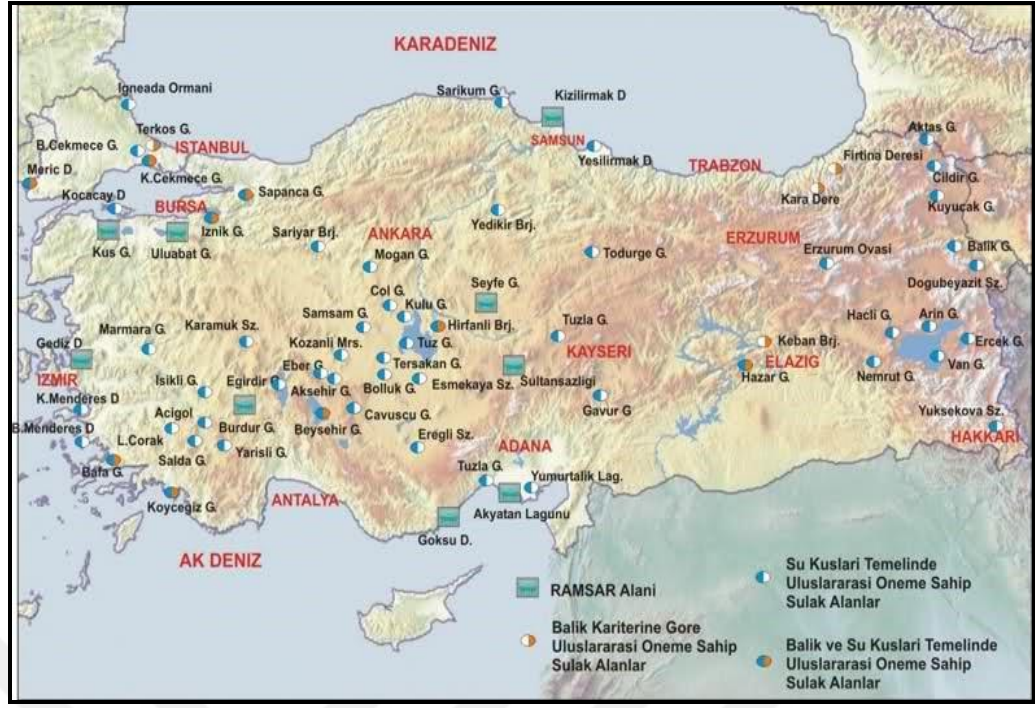 KARADENIZ
Igneada Ormani
Sarikum G.
Kizilirmak D
Terkos G.
B.Cekmece G.
ISTANBUL
SAMSUN
Aktas G.
Meric D
K.Cekmece G.
Yesilirmak D
TRABZON
Firtina Deresi
Cildir G.
Kocacay D
Sapanca G.
Kara Dere
BURSA
Kuyuçak G.
Iznik G.
Yedikir Brj.
Kus G.
Uluabat G.
Sariyar Brj.
ANKARA
ERZURUM
Mogan G.
Todurge G.
Erzurum Ovasi
Balik G.
Seyfe G.
Dogubeyazit Sz.
Col G.
Kulu G.
Samsam G.
Hacli G.
Arin G.
Marmara G.
Karamuk Sz.
Hirfanli Brj.
Tuzla G.
Gediz D
Kozanli Mrs.
Tuz G.
KAYSERI
Keban Brj.
Ercek G.
Eber G.
Tersakan G.
ELAZIG
Van G.
IZMIR
Isikli G.
Egirdir G.
Aksehir G.
Bolluk G.
Esmekaya Sz.
Sultansazligi
Hazar G.
Nemrut G.
K.Menderes D
Gavur G
Acigol
Burdur G.
Beysehir G.
Cavuscu G.
Yuksekova Sz.
B.Menderes D
L.Corak
Eregli Sz.
HAKKARI
Salda G.
Yarisli G.
ADANA
Bafa G.
Tuzla G.
Yumurtalik Lag.
Koycegiz G.
ANTALYA
Akyatan Lagunu
Goksu D.
AK DENIZ
RAMSAR Alani
Balik Kariterine Gore
Uluslararasi Oneme Sahip
Sulak Alanlar
Su Kuslari Temelinde
Uluslararasi Oneme Sahip
Sulak Alanlar
Balik ve Su Kuslari Temelinde
Uluslararasi Oneme Sahip
Sulak Alanlar